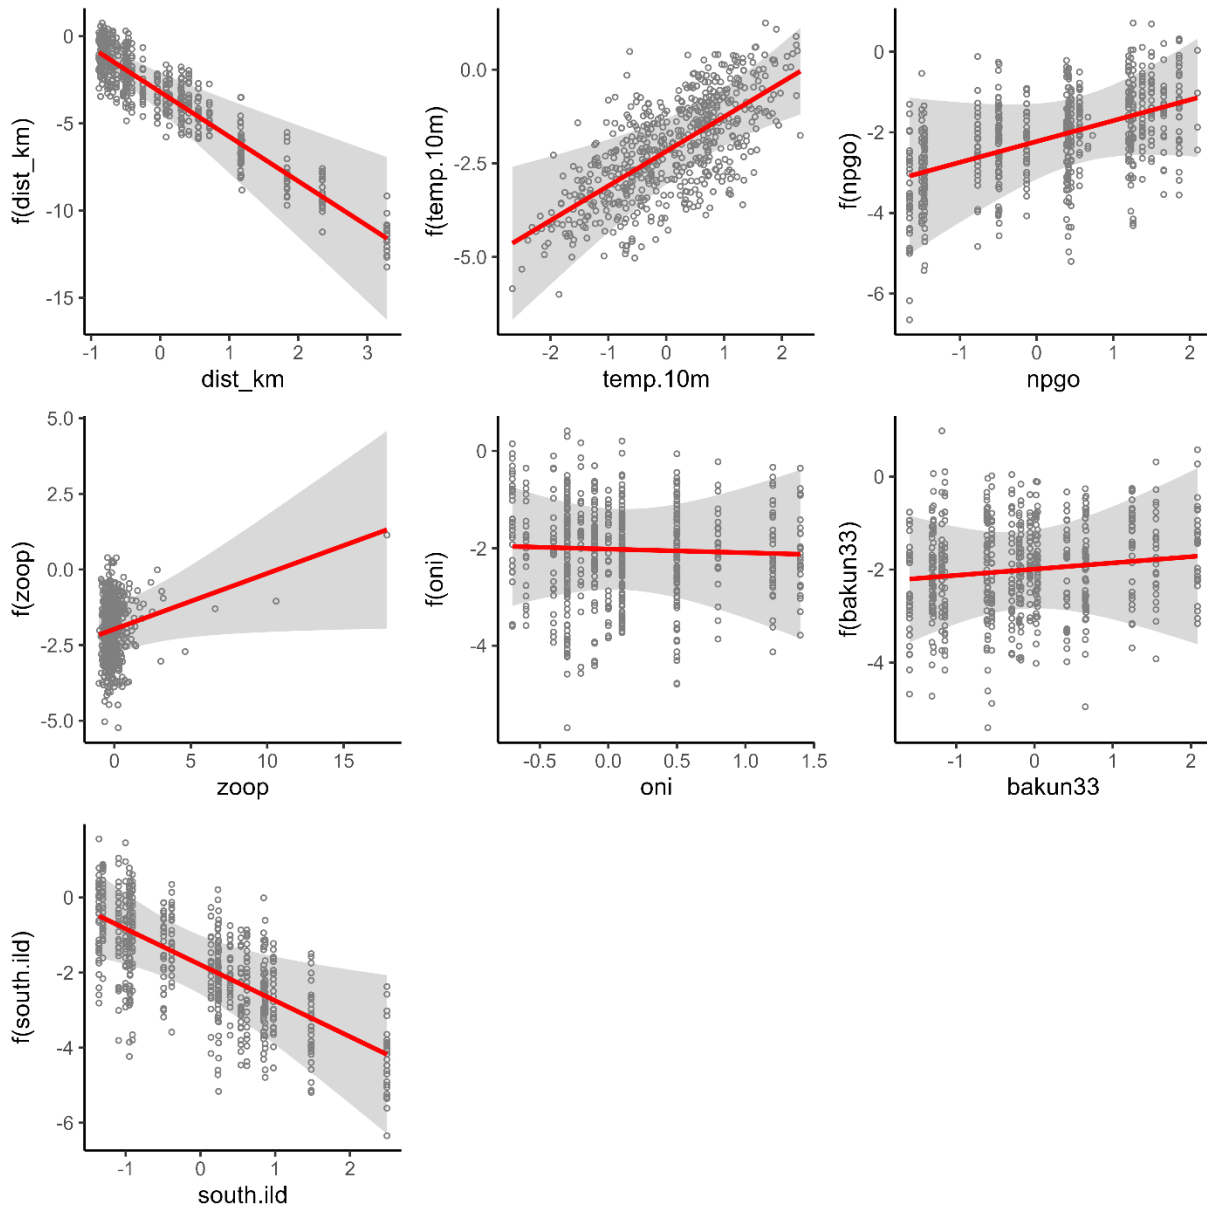 0
-5
-10
-15
f(dist_km)
-1 0 1 2 3
dist_km
0.0
-2.5
-5.0
f(temp.10m)
-2 -1 0 1 2
temp.10m
0
-2
-4
-6
f(npgo)
-1 0 1 2
npgo
5.0
2.5
0.0
-2.5
-5.0
f(zoop)
0 5 10 15
zoop
0
-2
-4
f(oni)
-0.5 0.0 0.5 1.0 1.5
oni
0
-2
-4
f(bakun33)
-1 0 1 2
bakun33
0
-2
-4
-6
f(south.ild)
-1 0 1 2
south.ild